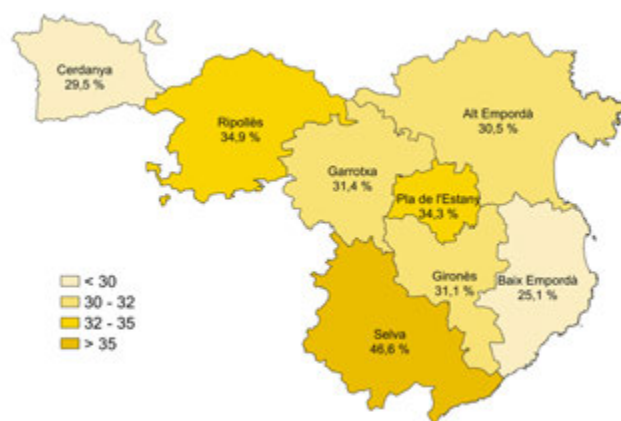 Cerdanya
29,5 %
Ripollès
34,9 %
Alt Empordà
30,5 %
Garrotxa
31,4 %
Pla de l'Estany
34,3 %
Gironès
31,1 %
Baix Empordà
25,1 %
Selva
46,6 %
< 30
30 - 32
32 - 35
> 35